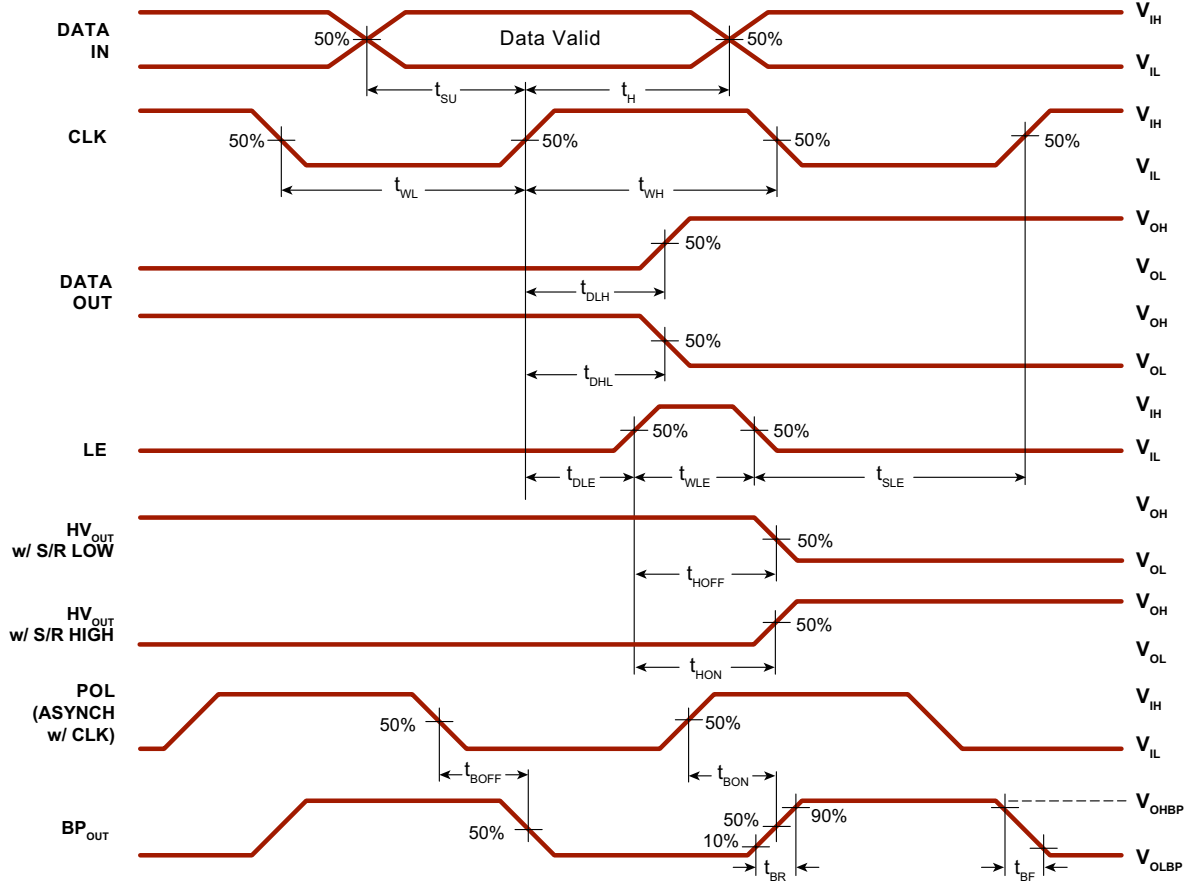 DATA IN
50%
Data Valid
50%
V_IH
V_IL
t_SU
t_H
CLK
50%
50%
50%
50%
V_IH
V_IL
t_WL
t_WH
DATA OUT
50%
V_OH
V_OL
t_DLH
50%
V_OH
V_OL
t_DHL
LE
50%
50%
V_IH
V_IL
t_DLE
t_WLE
t_SLE
HV_OUT
w/ S/R LOW
50%
V_OH
V_OL
t_HOFF
HV_OUT
w/ S/R HIGH
50%
V_OH
V_OL
t_HON
POL
(ASYNCH
w/ CLK)
50%
50%
V_IH
V_IL
t_BOFF
t_BON
BP_OUT
50%
10%
50%
90%
V_OHBP
V_OLBP
t_BR
t_BF